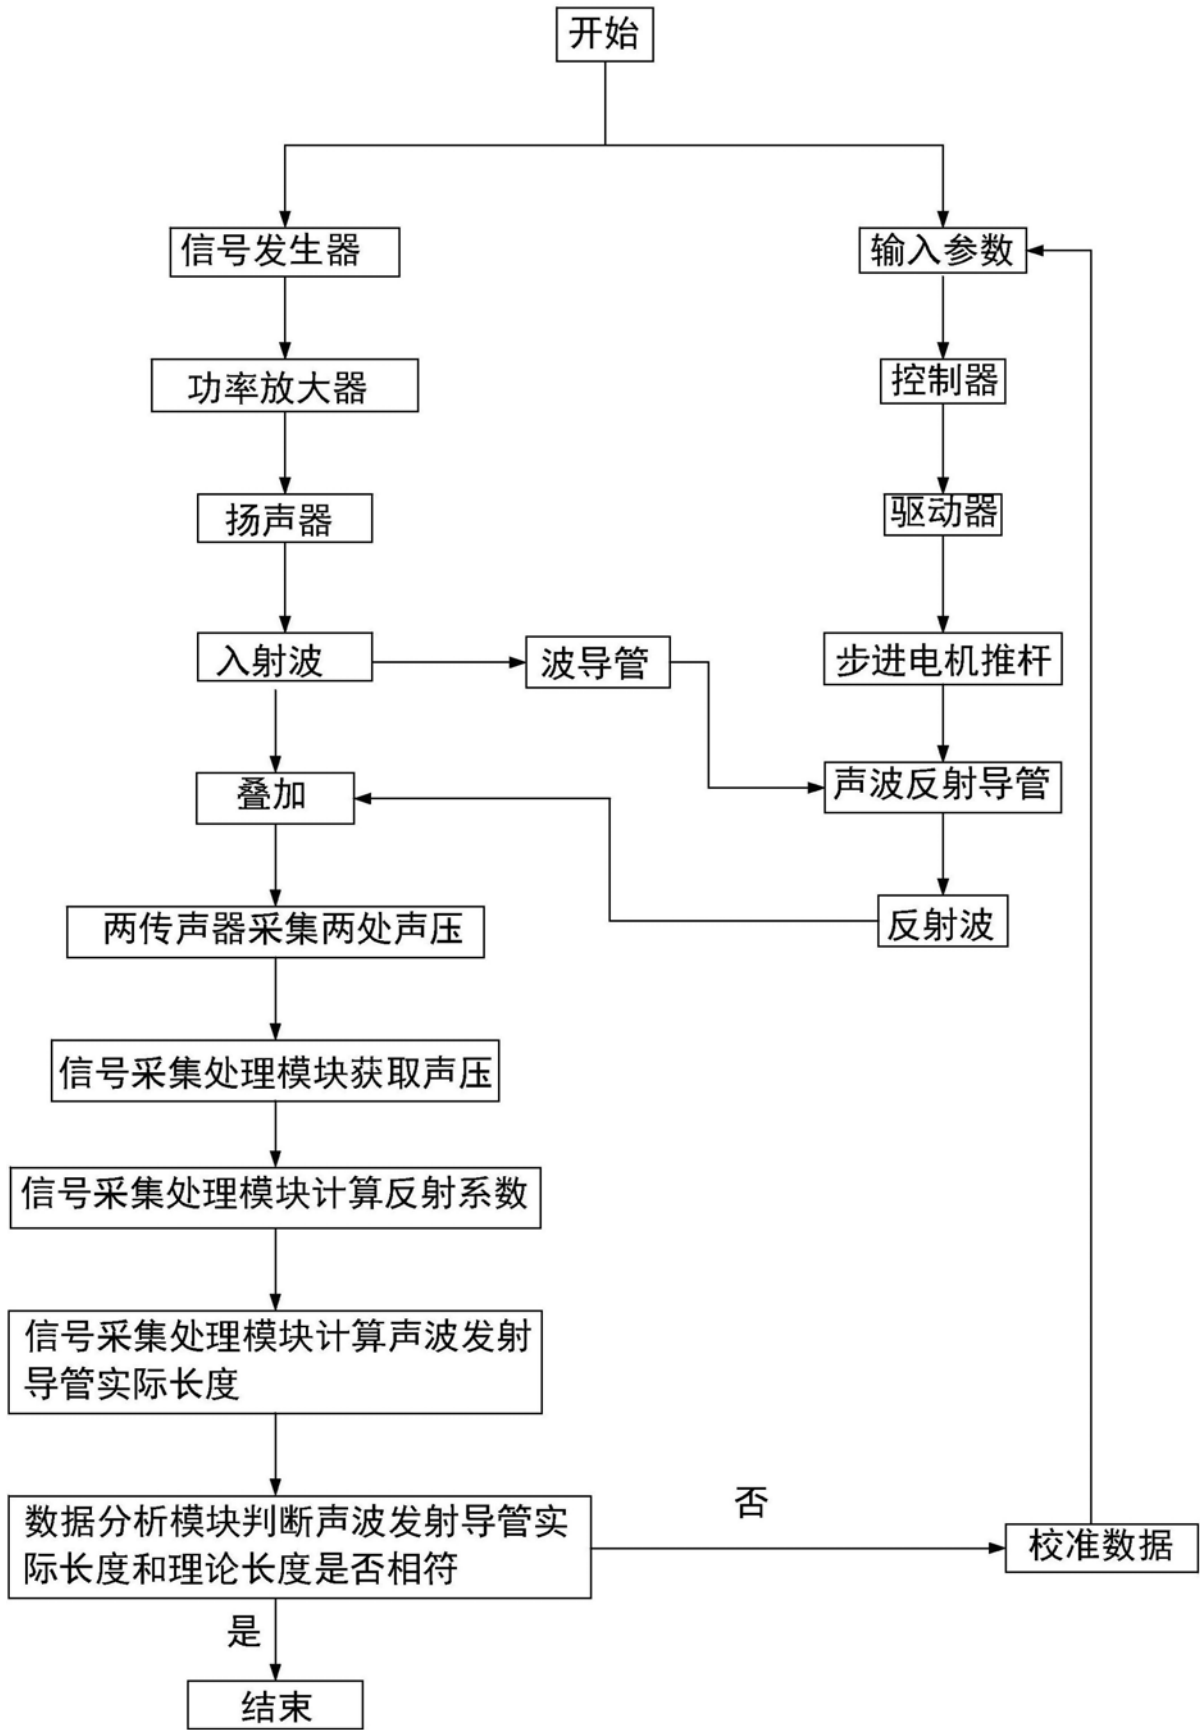 开始
信号发生器
输入参数
功率放大器
控制器
扬声器
驱动器
入射波
波导管
步进电机推杆
叠加
声波反射导管
两传声器采集两处声压
反射波
信号采集处理模块获取声压
信号采集处理模块计算反射系数
信号采集处理模块计算声波发射
导管实际长度
数据分析模块判断声波发射导管实
际长度和理论长度是否相符
否
校准数据
是
结束